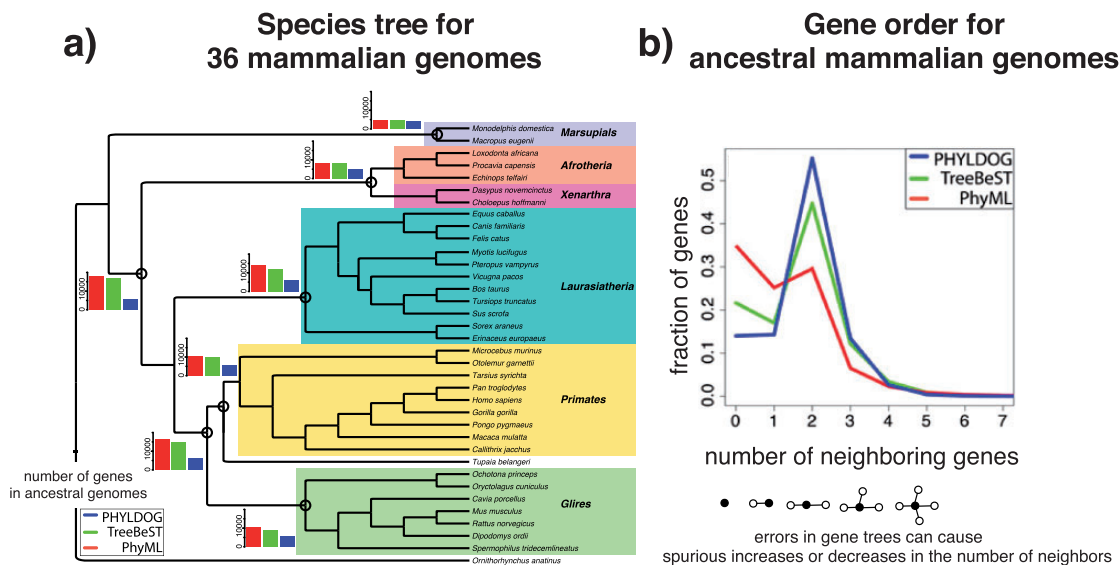 a)
Species tree for
36 mammalian genomes
0 10000
Monodelphis domestica
Macropus eugenii
Marsupials
0 10000
Loxodonta africana
Procavia capensis
Echinops telfairi
Afrotheria
Dasypus novemcinctus
Choloepus hoffmanni
Xenarthra
Equus caballus
Canis familiaris
Felis catus
Myotis lucifugus
Pteropus vampyrus
Vicugna pacos
Bos taurus
Tursiops truncatus
Sus scrofa
Sorex araneus
Erinaceus europaeus
Laurasiatheria
0 10000
0 10000
0 10000
Microcebus murinus
Otolemur garnettii
Tarsius syrichta
Pan troglodytes
Homo sapiens
Gorilla gorilla
Pongo pygmaeus
Macaca mulatta
Callithrix jacchus
Primates
Tupaia belangeri
0 10000
Ochotona princeps
Oryctolagus cuniculus
Cavia porcellus
Mus musculus
Rattus norvegicus
Dipodomys ordii
Spermophilus tridecemlineatus
Glires
0 10000
Ornithorhynchus anatinus
number of genes
in ancestral genomes
PHYLDOG
TreeBeST
PhyML
b)
Gene order for
ancestral mammalian genomes
PHYLDOG
TreeBeST
PhyML
fraction of genes
0.5
0.4
0.3
0.2
0.1
0.0
0 1 2 3 4 5 6 7
number of neighboring genes
errors in gene trees can cause
spurious increases or decreases in the number of neighbors